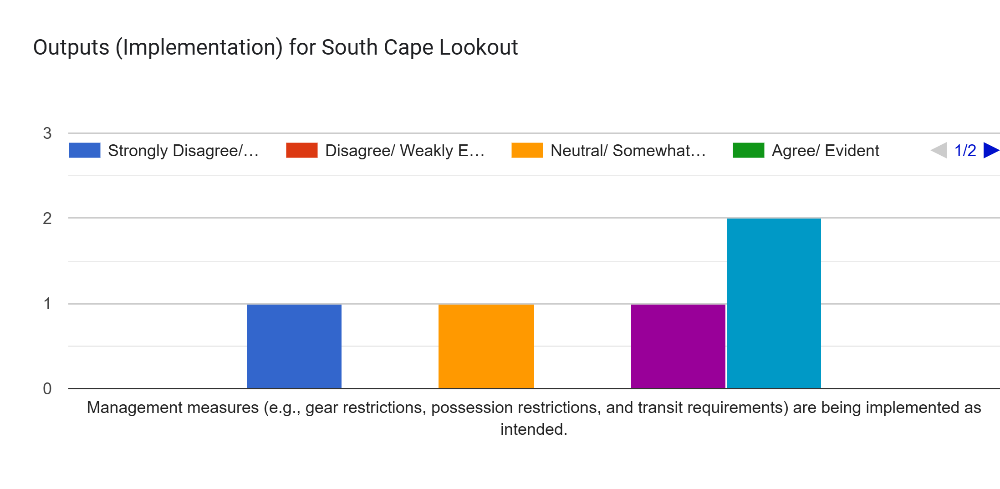 Outputs (Implementation) for South Cape Lookout
3
Strongly Disagree/… Disagree/ Weakly E… Neutral/ Somewhat… Agree/ Evident 1/2
2
1
0
Management measures (e.g., gear restrictions, possession restrictions, and transit requirements) are being implemented as
intended.